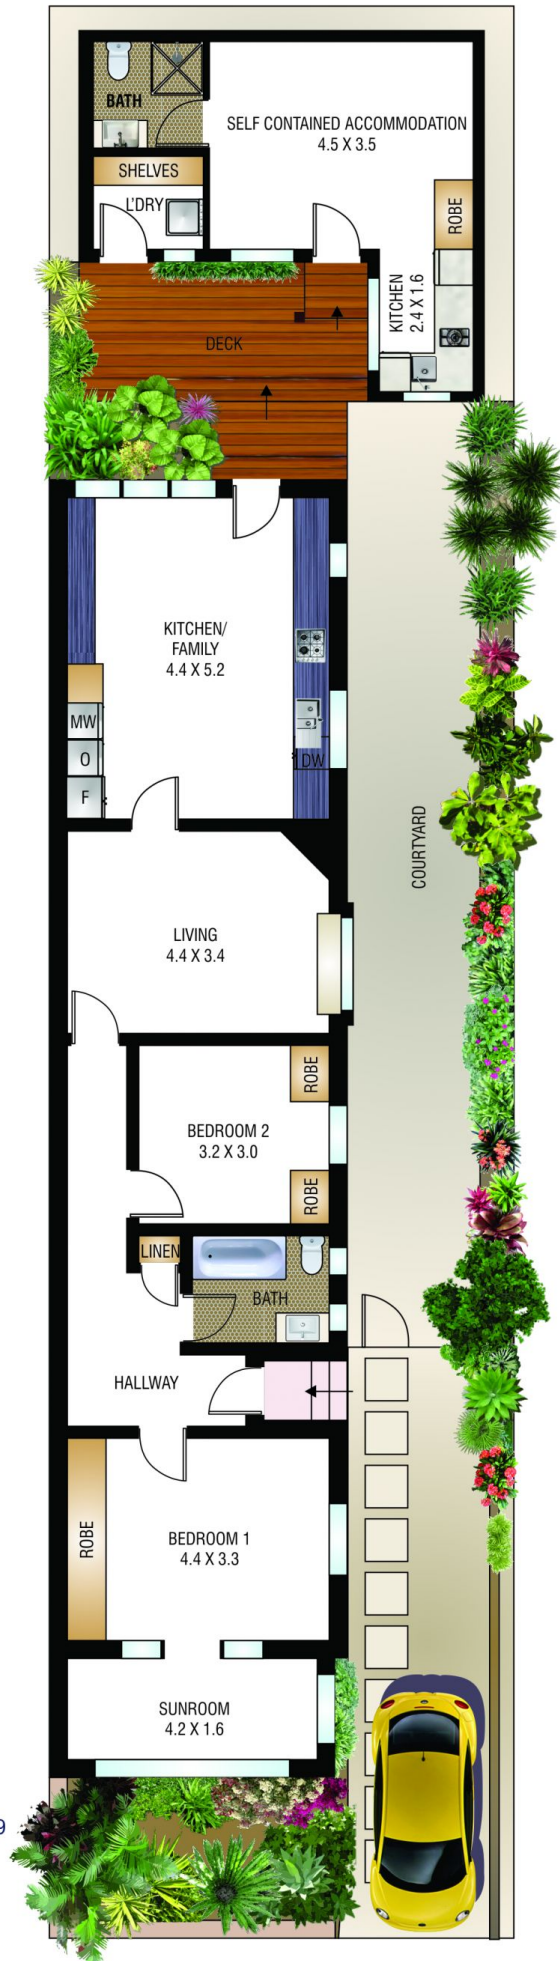 BATH
SELF CONTAINED ACCOMMODATION
4.5 X 3.5
SHELVES
L'DRY
ROBE
KITCHEN
2.4 X 1.6
DECK
KITCHEN/
FAMILY
4.4 X 5.2
MW
O
F
DW
COURTYARD
LIVING
4.4 X 3.4
ROBE
BEDROOM 2
3.2 X 3.0
ROBE
LINEN
BATH
HALLWAY
ROBE
BEDROOM 1
4.4 X 3.3
SUNROOM
4.2 X 1.6
9